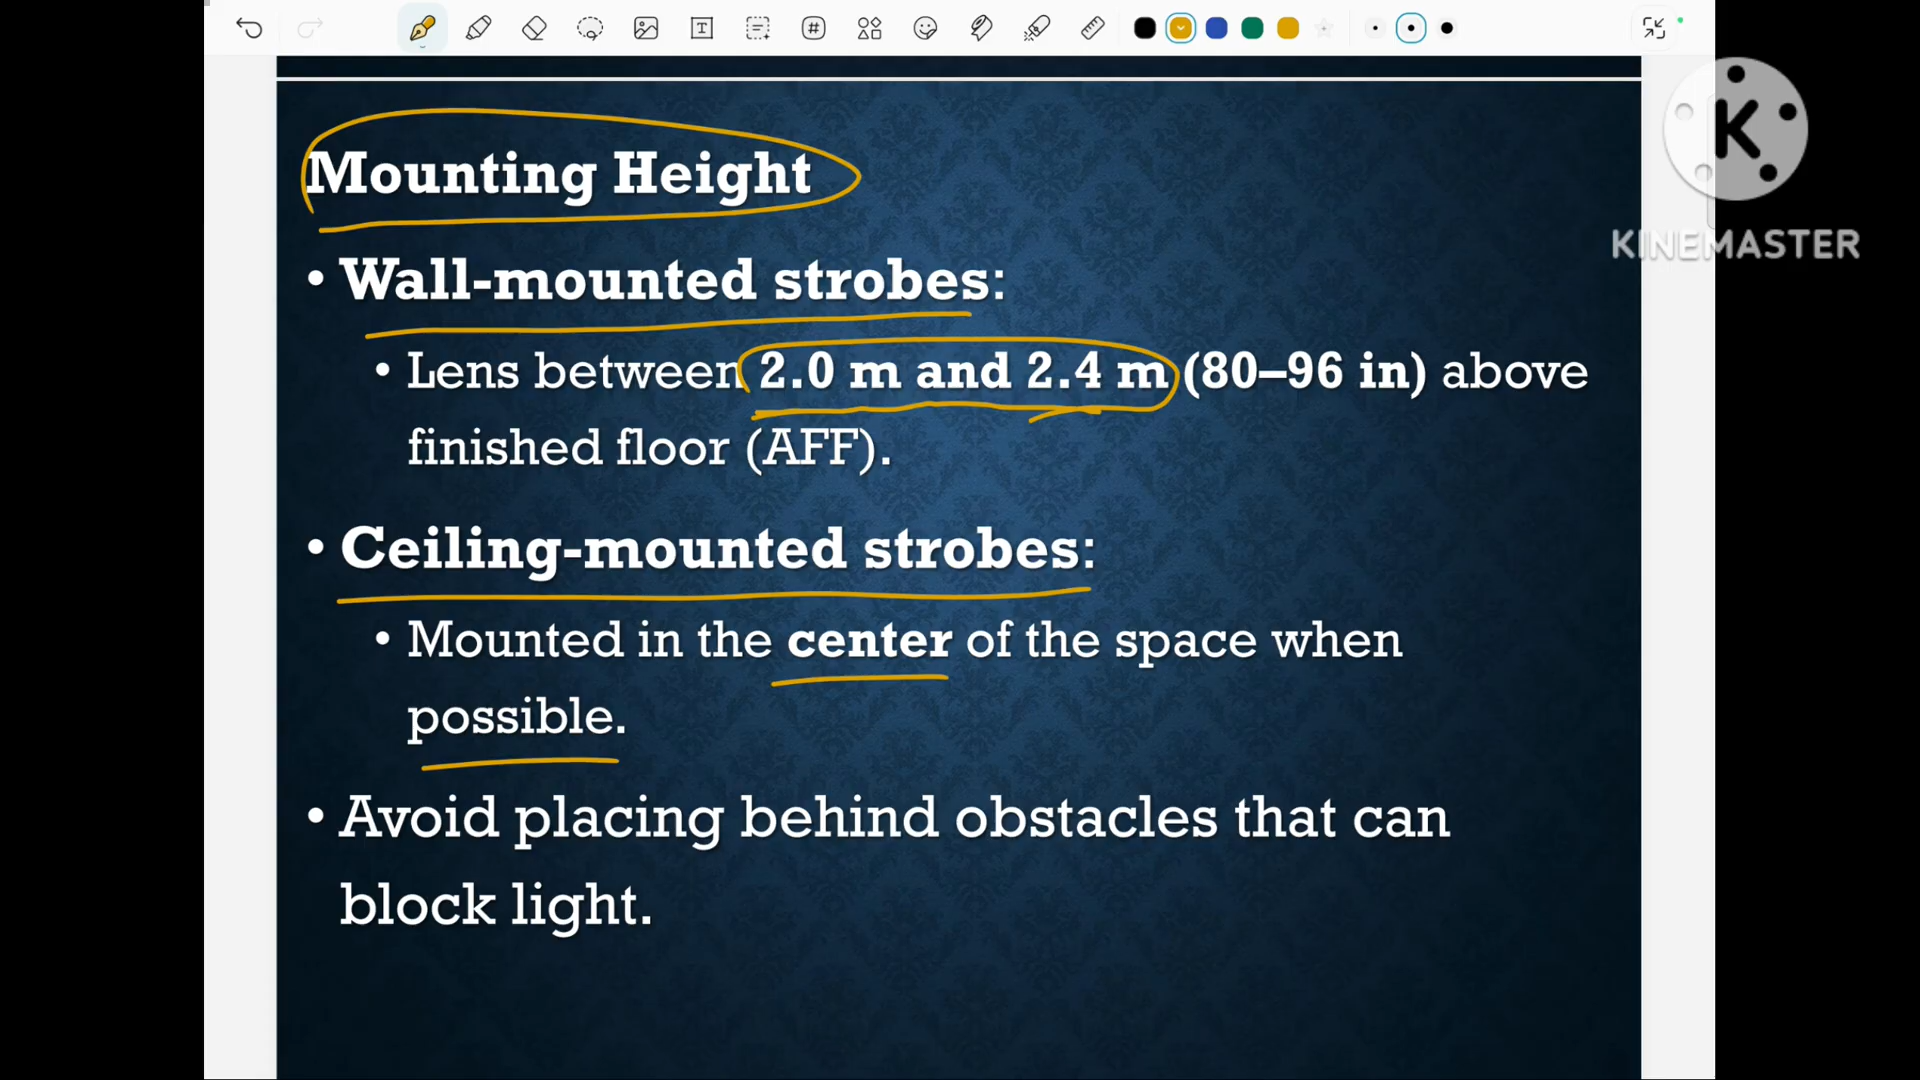 K
KINEMASTER
Mounting Height
• Wall-mounted strobes:
• Lens between 2.0 m and 2.4 m (80–96 in) above
finished floor (AFF).
• Ceiling-mounted strobes:
• Mounted in the center of the space when
possible.
• Avoid placing behind obstacles that can
block light.